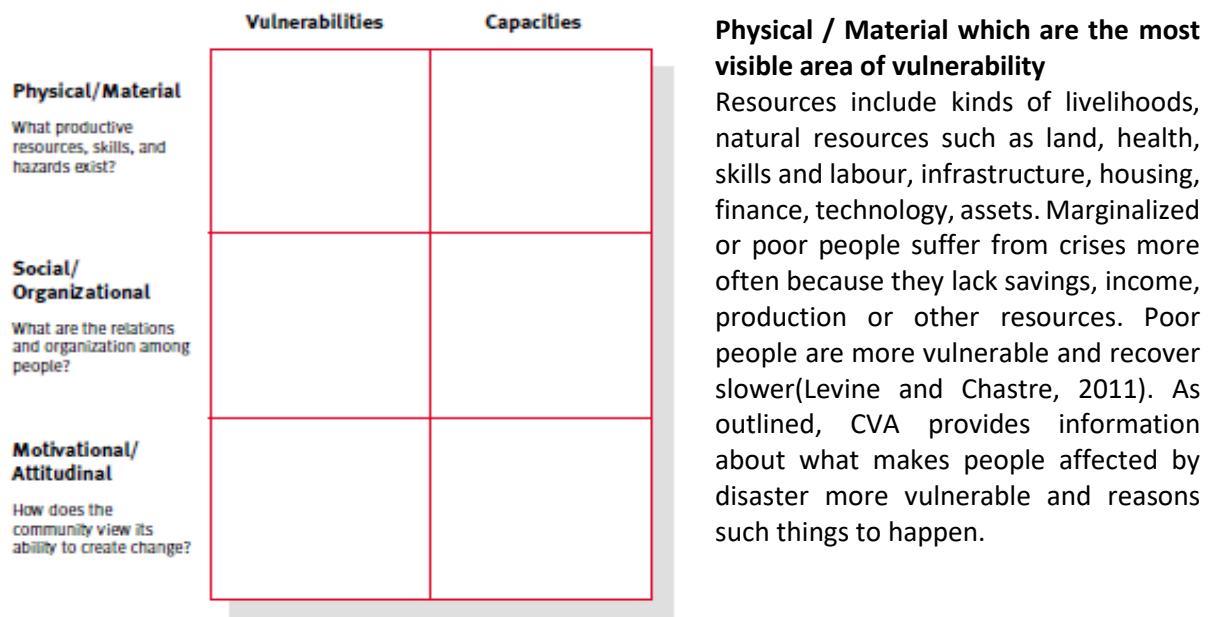 Vulnerabilities Capacities
Physical/Material
What productive
resources, skills, and
hazards exist?
Social/
Organizational
What are the relations
and organization among
people?
Motivational/
Attitudinal
How does the
community view its
ability to create change?
Physical / Material which are the most
visible area of vulnerability
Resources include kinds of livelihoods,
natural resources such as land, health,
skills and labour, infrastructure, housing,
finance, technology, assets. Marginalized
or poor people suffer from crises more
often because they lack savings, income,
production or other resources. Poor
people are more vulnerable and recover
slower(Levine and Chastre, 2011). As
outlined, CVA provides information
about what makes people affected by
disaster more vulnerable and reasons
such things to happen.